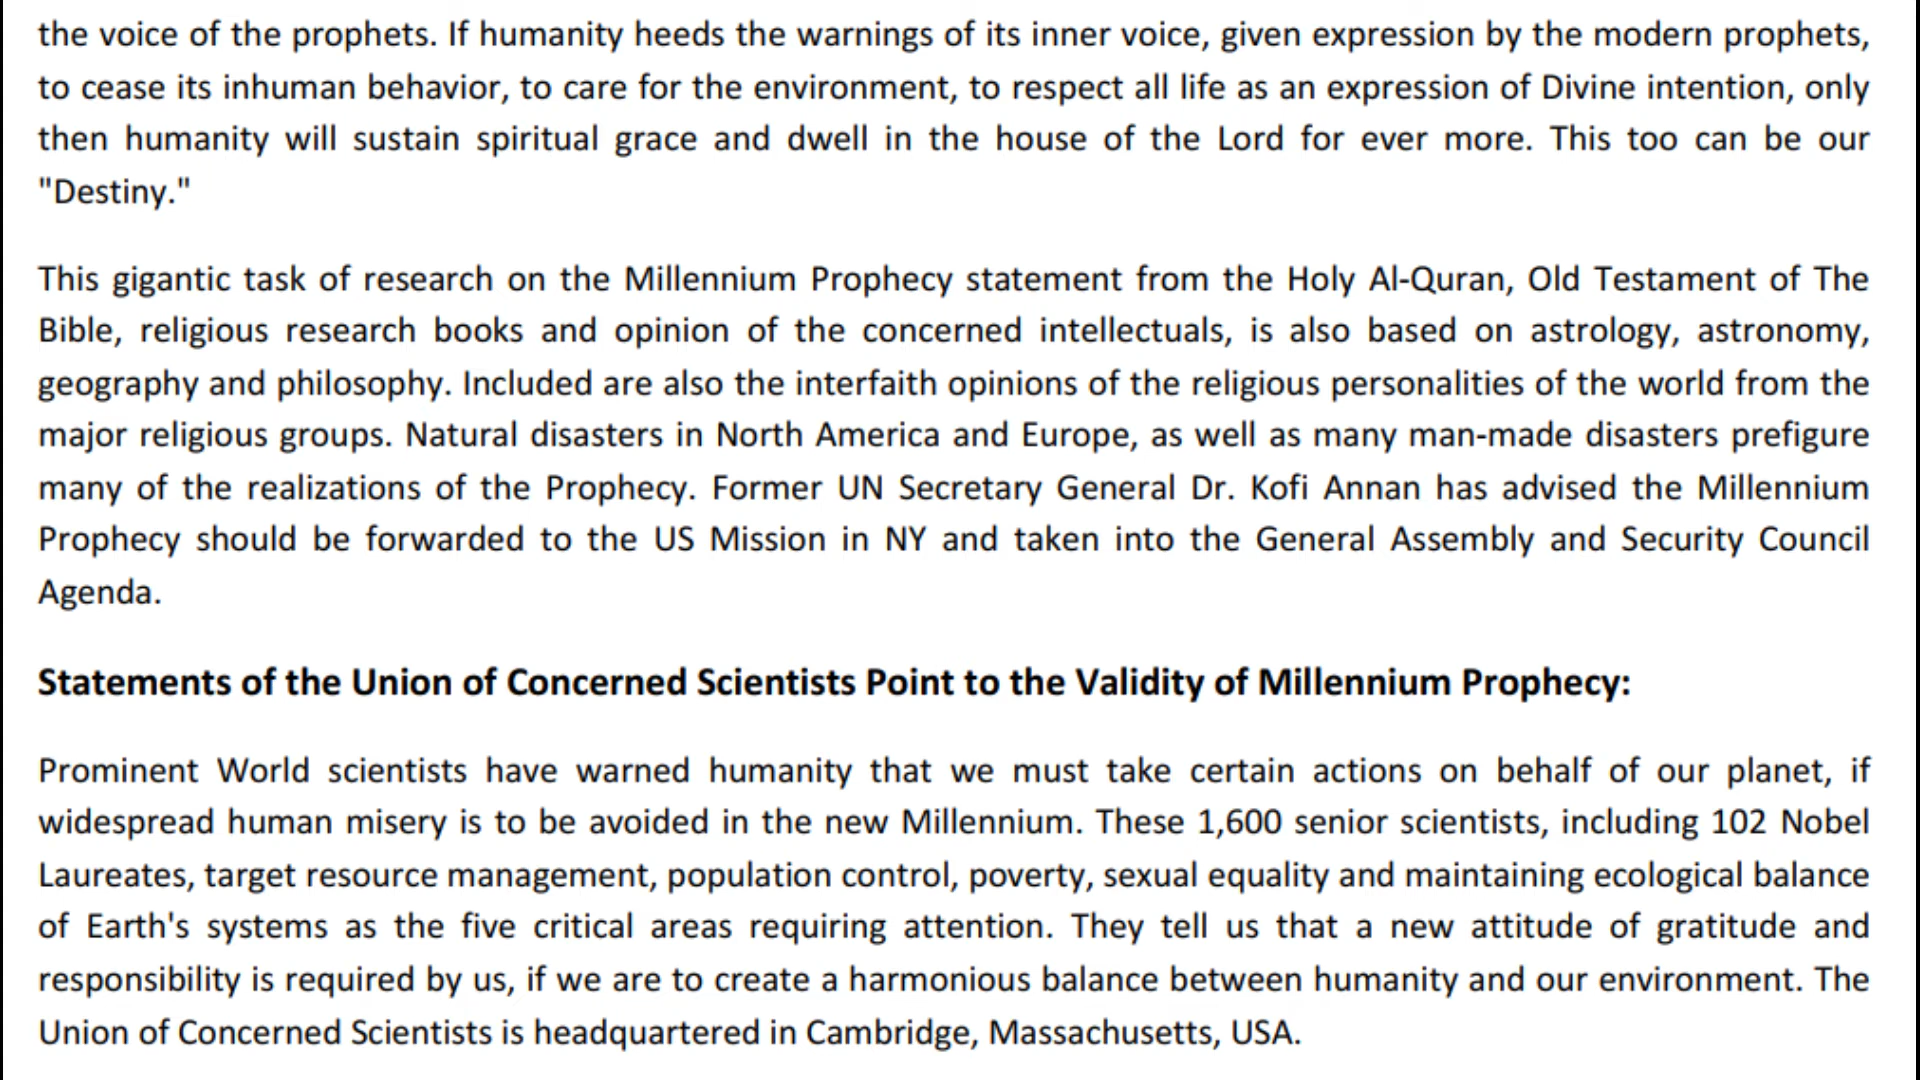 the voice of the prophets. If humanity heeds the warnings of its inner voice, given expression by the modern prophets,
to cease its inhuman behavior, to care for the environment, to respect all life as an expression of Divine intention, only
then humanity will sustain spiritual grace and dwell in the house of the Lord for ever more. This too can be our
"Destiny."
This gigantic task of research on the Millennium Prophecy statement from the Holy Al-Quran, Old Testament of The
Bible, religious research books and opinion of the concerned intellectuals, is also based on astrology, astronomy,
geography and philosophy. Included are also the interfaith opinions of the religious personalities of the world from the
major religious groups. Natural disasters in North America and Europe, as well as many man-made disasters prefigure
many of the realizations of the Prophecy. Former UN Secretary General Dr. Kofi Annan has advised the Millennium
Prophecy should be forwarded to the US Mission in NY and taken into the General Assembly and Security Council
Agenda.
Statements of the Union of Concerned Scientists Point to the Validity of Millennium Prophecy:
Prominent World scientists have warned humanity that we must take certain actions on behalf of our planet, if
widespread human misery is to be avoided in the new Millennium. These 1,600 senior scientists, including 102 Nobel
Laureates, target resource management, population control, poverty, sexual equality and maintaining ecological balance
of Earth's systems as the five critical areas requiring attention. They tell us that a new attitude of gratitude and
responsibility is required by us, if we are to create a harmonious balance between humanity and our environment. The
Union of Concerned Scientists is headquartered in Cambridge, Massachusetts, USA.